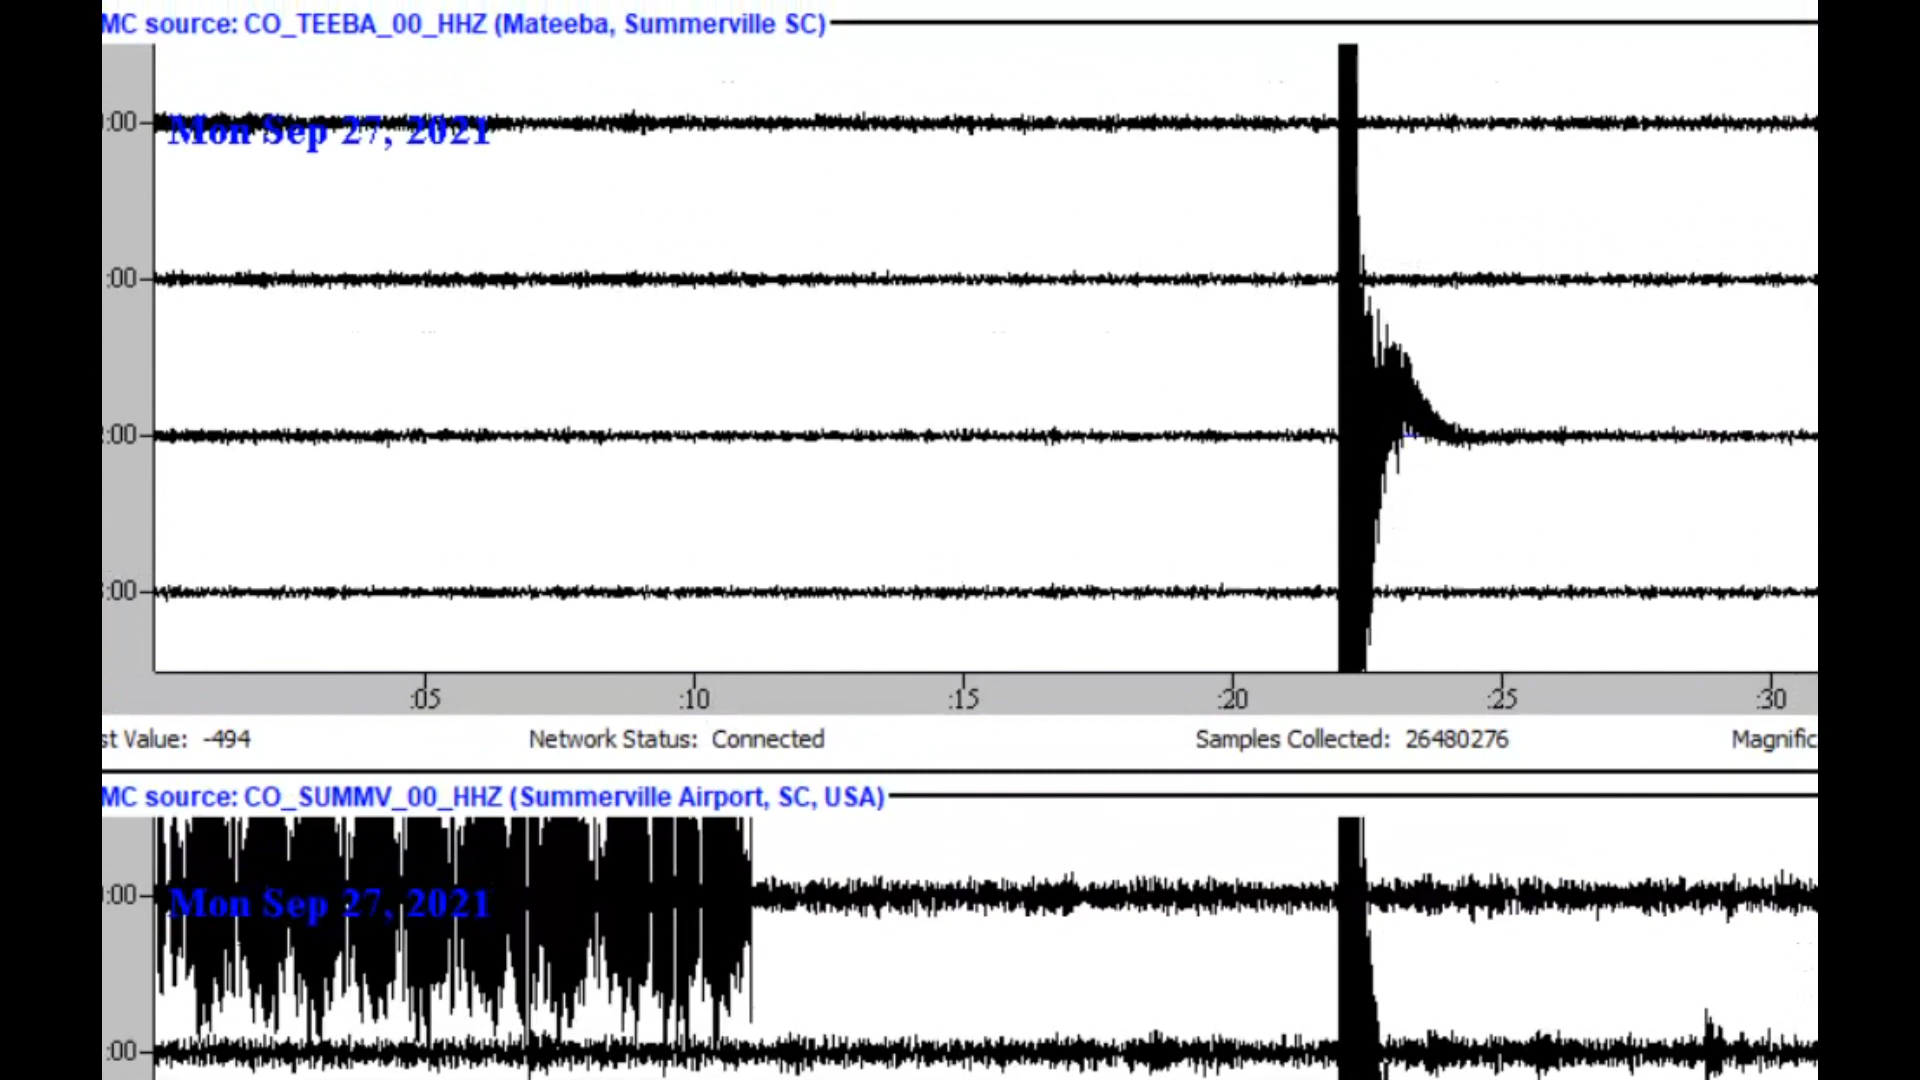 MC source: CO_TEEBA_00_HHZ (Mateeba, Summerville SC)
:00
Mon Sep 27, 2021
:00
:00
:00
:05 :10 :15 :20 :25 :30
st Value: -494 Network Status: Connected Samples Collected: 26480276 Magnific
MC source: CO_SUMMV_00_HHZ (Summerville Airport, SC, USA)
:00
Mon Sep 27, 2021
:00